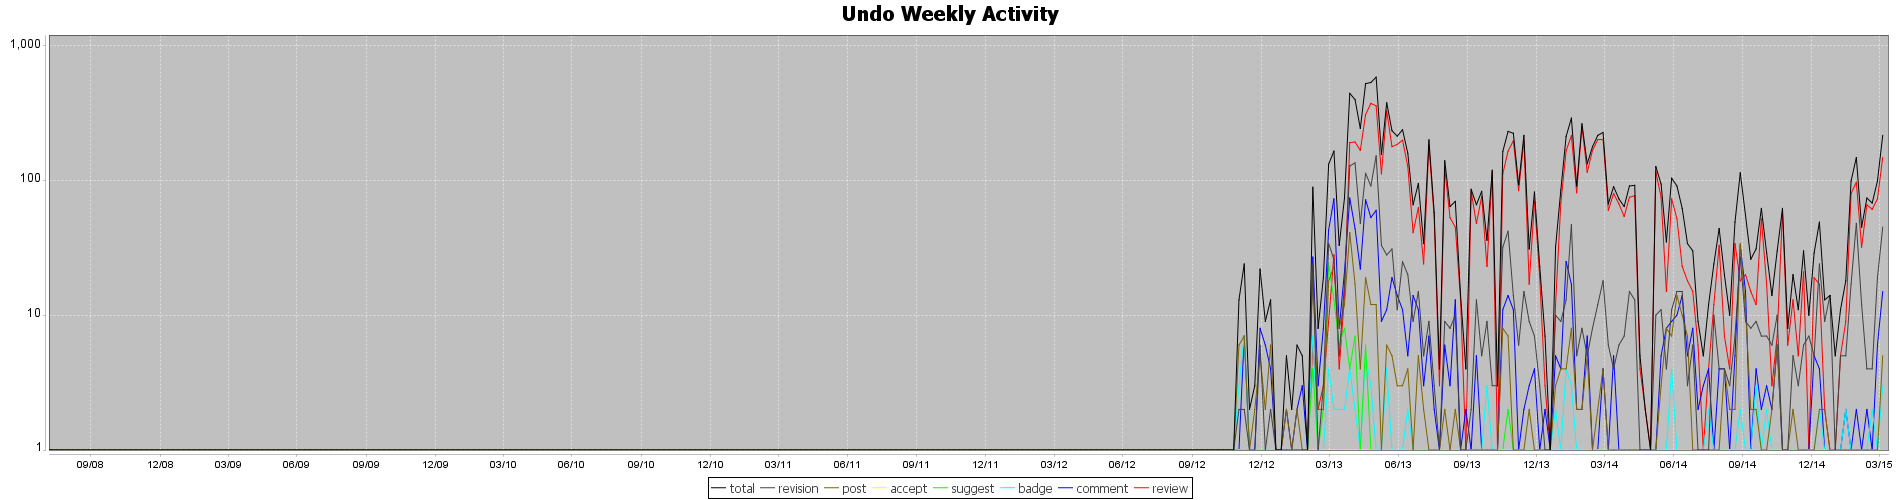 Undo Weekly Activity
1,000
100
10
1
09/08 12/08 03/09 06/09 09/09 12/09 03/10 06/10 09/10 12/10 03/11 06/11 09/11 12/11 03/12 06/12 09/12 12/12 03/13 06/13 09/13 12/13 03/14 06/14 09/14 12/14 03/15
total revision post accept suggest badge comment review